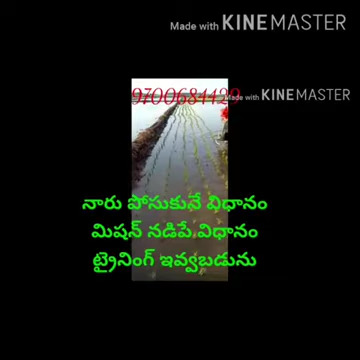 Made with KINEMASTER
Made with KINEMASTER
నారు పోసుకునే విధానం
మిషన్ నడిపే విధానం
ట్రైనింగ్ ఇవ్వబడును